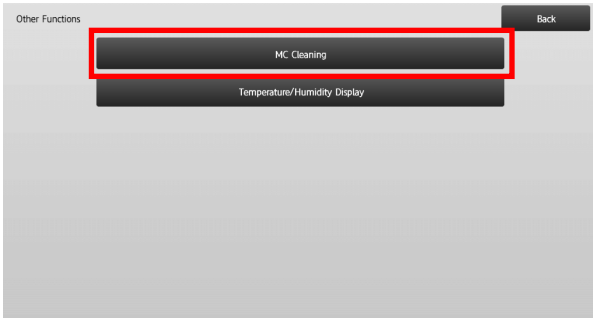 Other Functions
Back
MC Cleaning
Temperature/Humidity Display